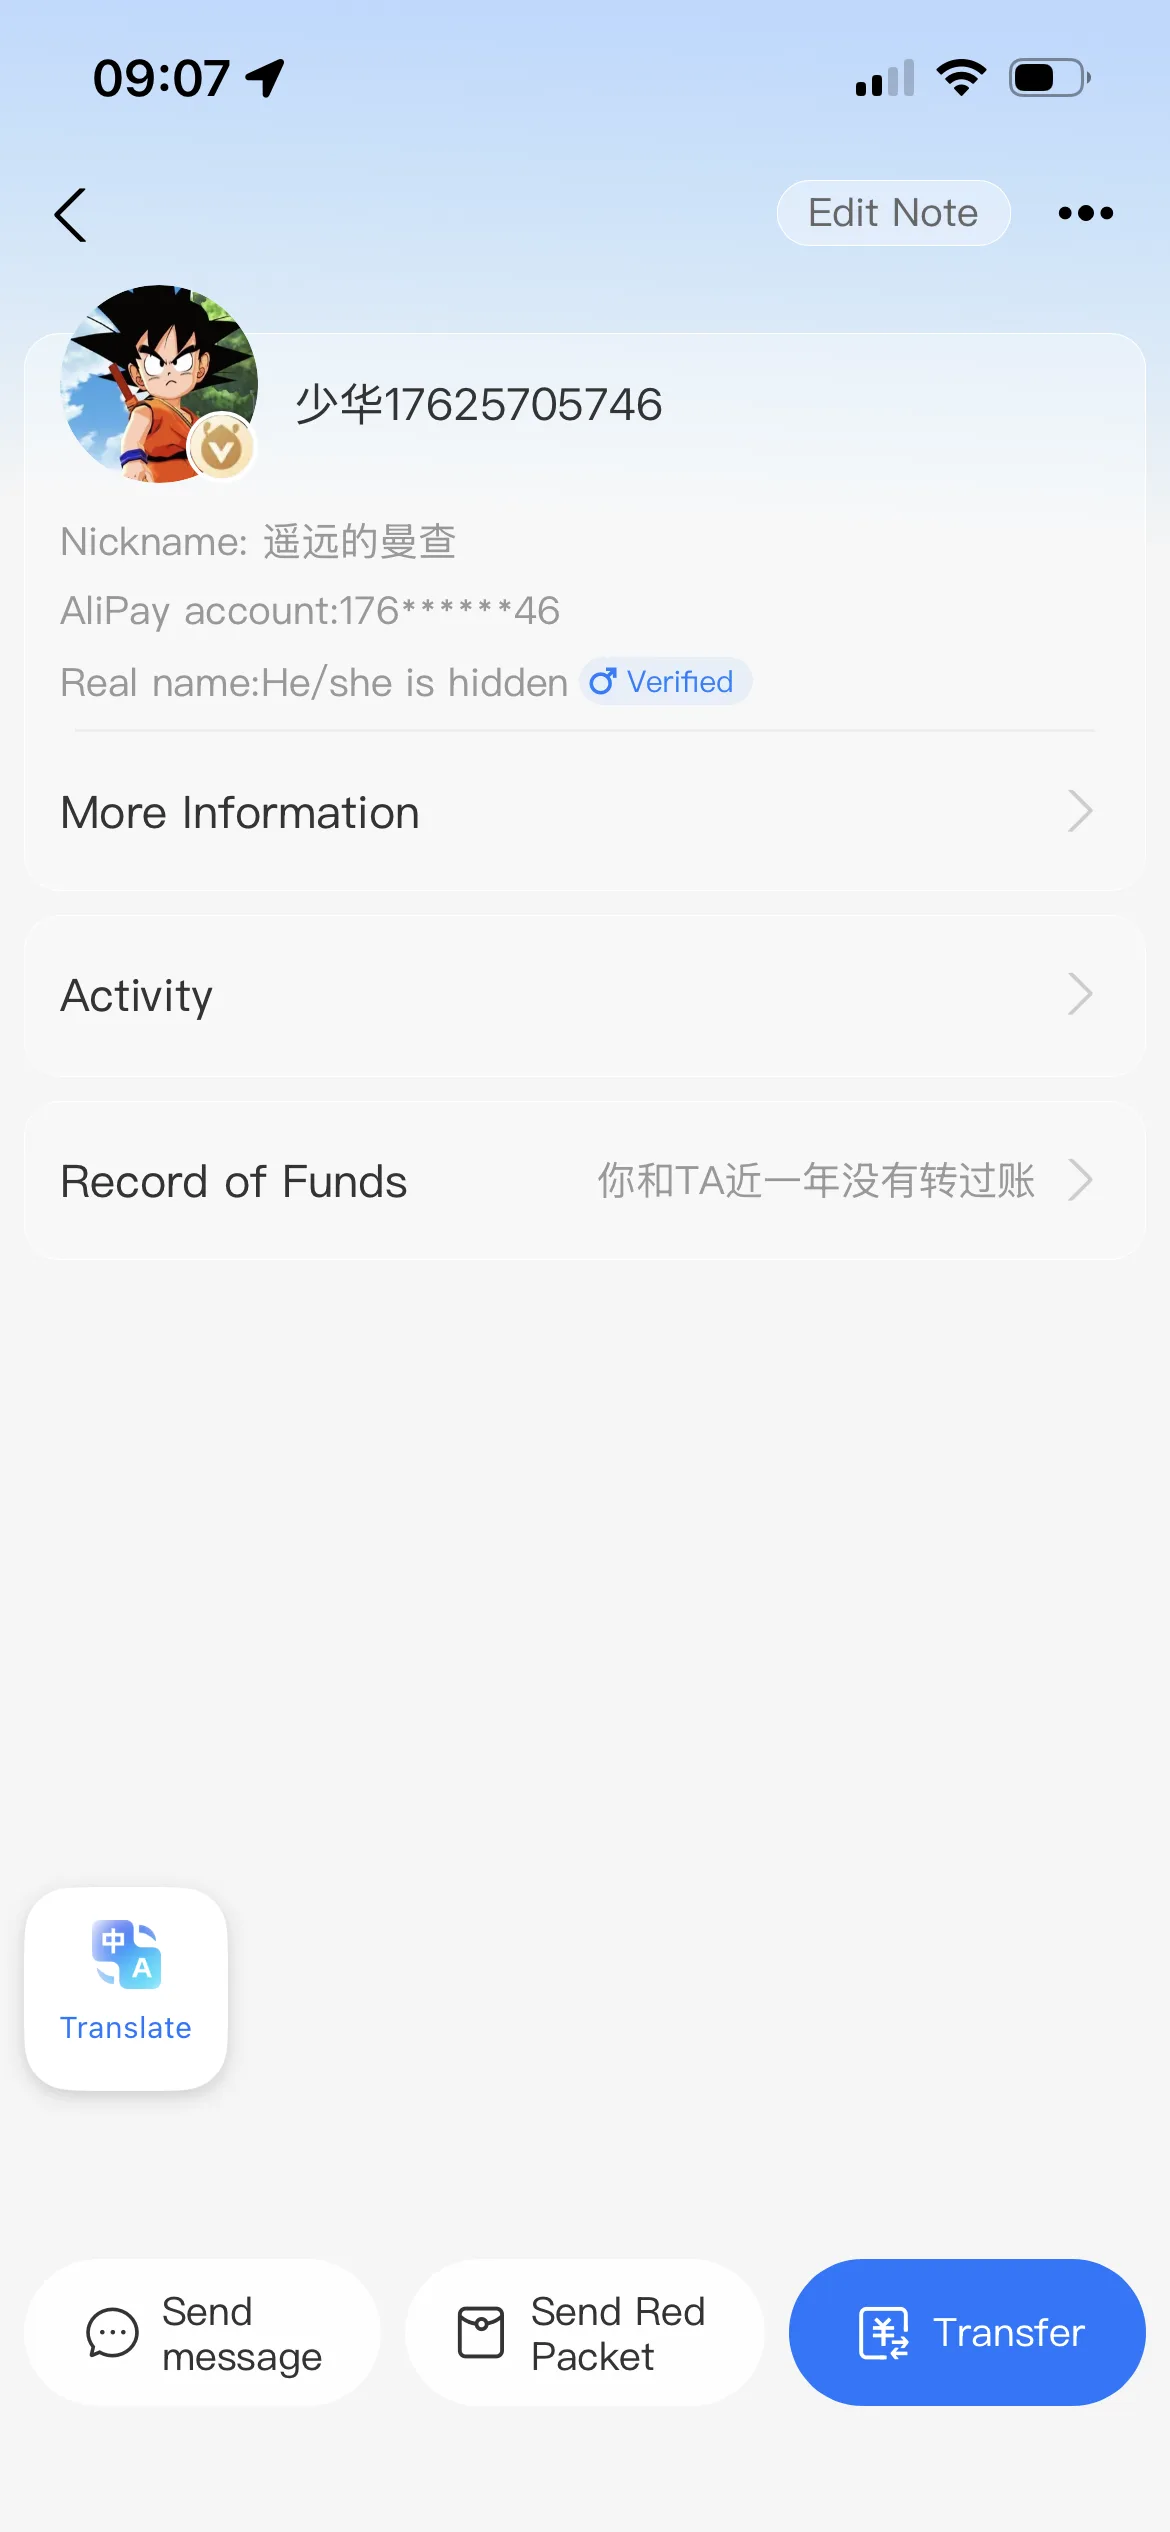 09:07
Edit Note
少华17625705746
Nickname: 遥远的曼查
AliPay account:176******46
Real name:He/she is hidden Verified
More Information
Activity
Record of Funds 你和TA近一年没有转过账
中 A
Translate
Send
message
Send Red
Packet
Transfer